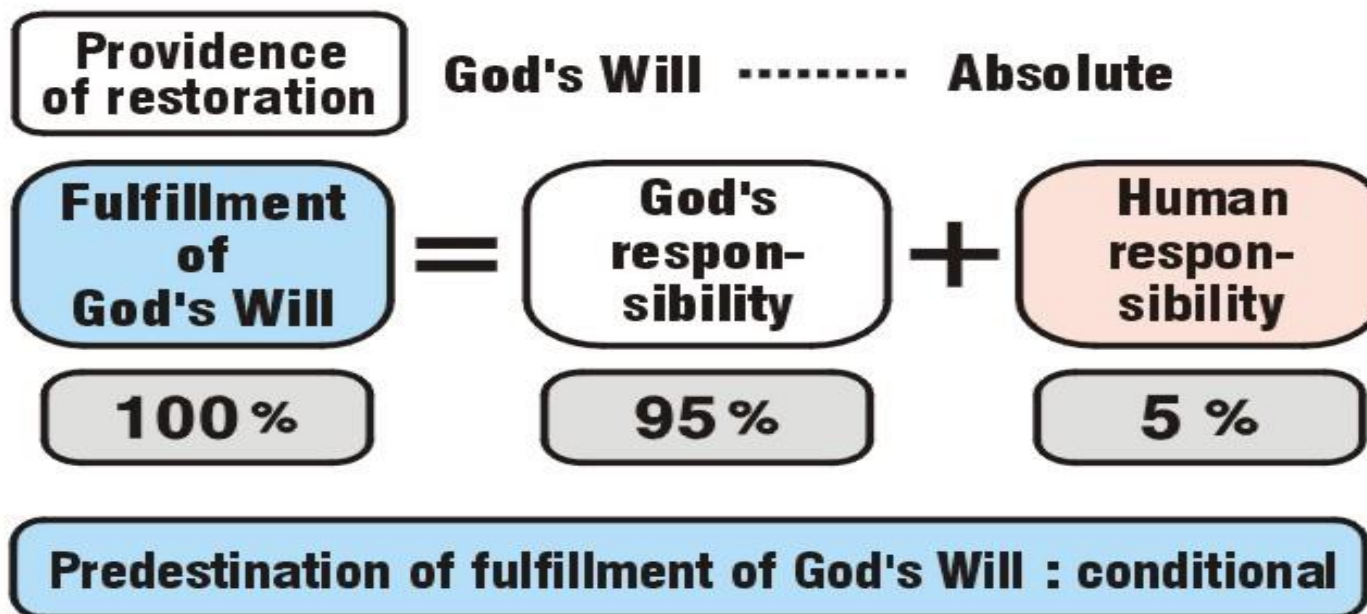 Providence
of restoration
God's Will --------- Absolute
Fulfillment
of
God's Will
=
God's
respon-
sibility
+
Human
respon-
sibility
100 %
95 %
5 %
Predestination of fulfillment of God's Will : conditional